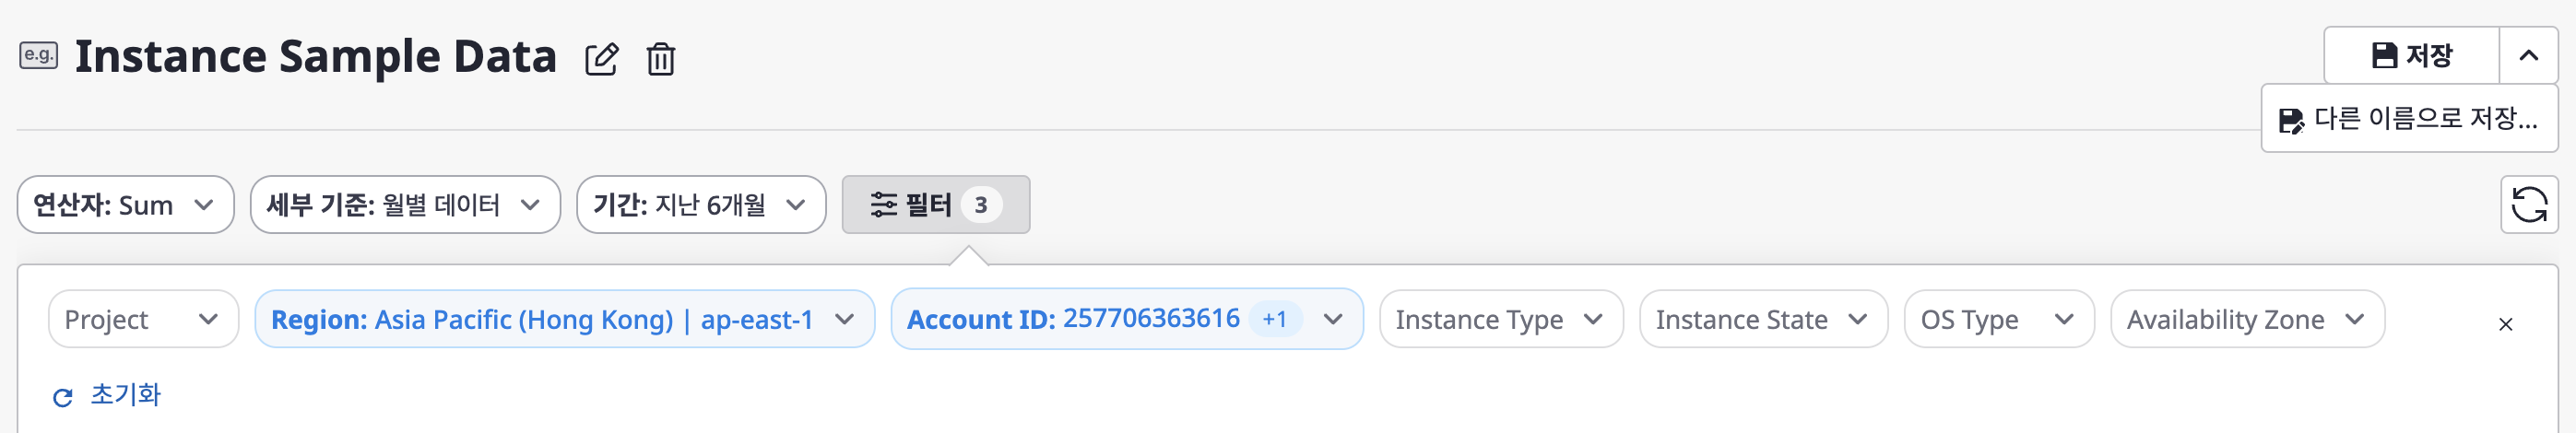 e.g. Instance Sample Data 저장
다른 이름으로 저장...
연산자: Sum 세부 기준: 월별 데이터 기간: 지난 6개월 필터 3
Project Region: Asia Pacific (Hong Kong) | ap-east-1 Account ID: 257706363616 +1 Instance Type Instance State OS Type Availability Zone
초기화